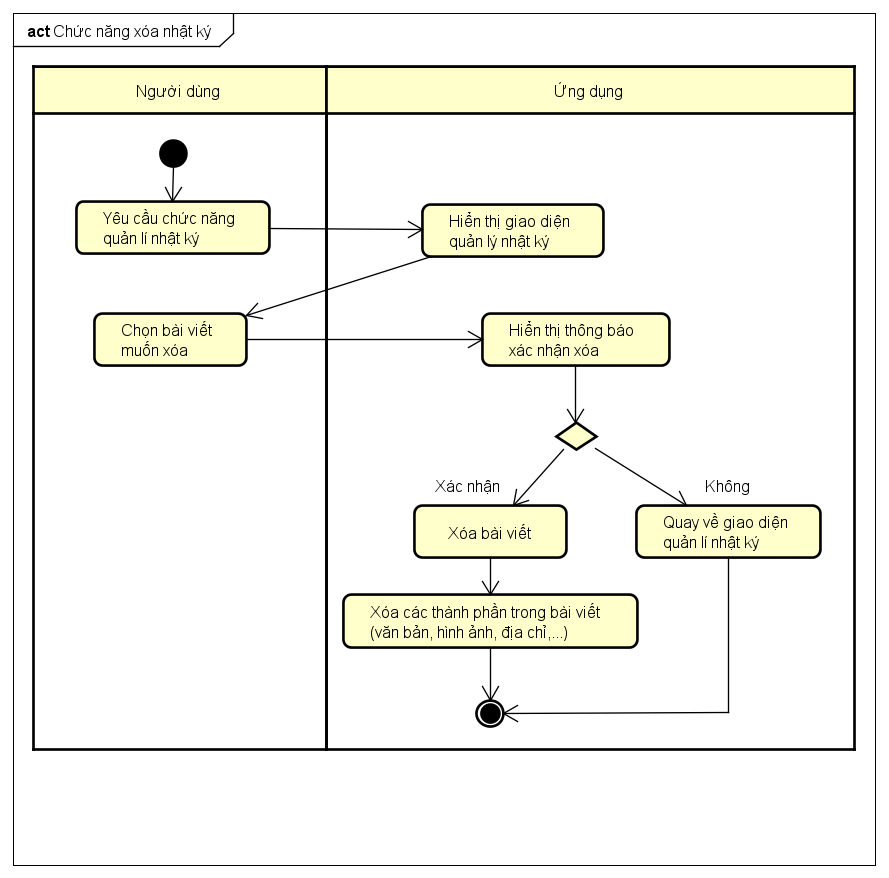 act Chức năng xóa nhật ký
Người dùng
Ứng dụng
Yêu cầu chức năng
quản lí nhật ký
Hiển thị giao diện
quản lý nhật ký
Chọn bài viết
muốn xóa
Hiển thị thông báo
xác nhận xóa
Xác nhận
Không
Xóa bài viết
Quay về giao diện
quản lí nhật ký
Xóa các thành phần trong bài viết
(văn bản, hình ảnh, địa chỉ,...)